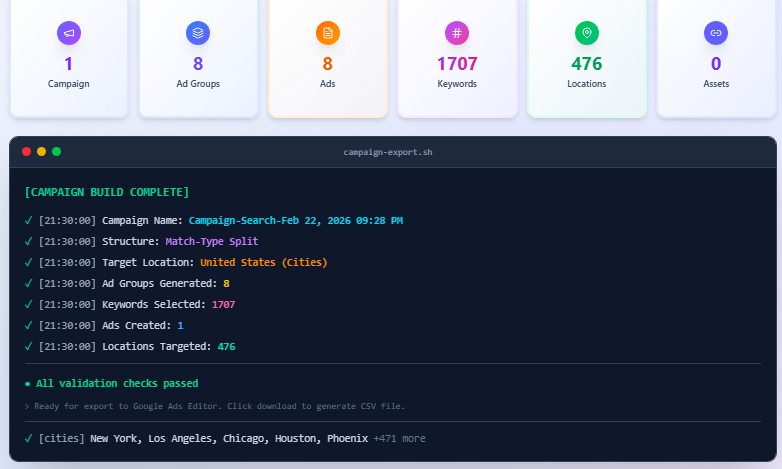 1
Campaign
8
Ad Groups
8
Ads
1707
Keywords
476
Locations
0
Assets
campaign-export.sh
[CAMPAIGN BUILD COMPLETE]
✓ [21:30:00] Campaign Name: Campaign-Search-Feb 22, 2026 09:28 PM
✓ [21:30:00] Structure: Match-Type Split
✓ [21:30:00] Target Location: United States (Cities)
✓ [21:30:00] Ad Groups Generated: 8
✓ [21:30:00] Keywords Selected: 1707
✓ [21:30:00] Ads Created: 1
✓ [21:30:00] Locations Targeted: 476
● All validation checks passed
› Ready for export to Google Ads Editor. Click download to generate CSV file.
✓ [cities] New York, Los Angeles, Chicago, Houston, Phoenix +471 more